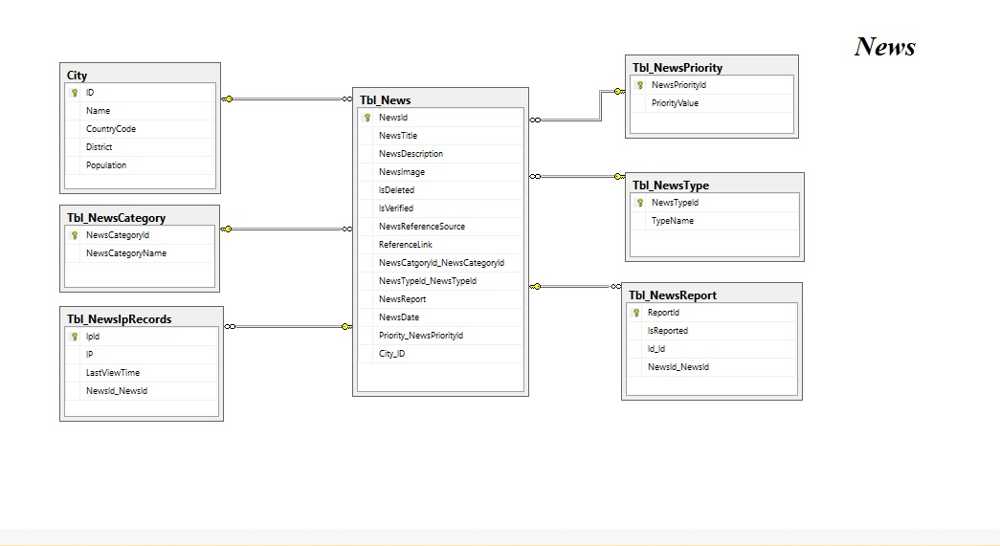 News
City
ID
Name
CountryCode
District
Population
Tbl_NewsCategory
NewsCategoryId
NewsCategoryName
Tbl_NewsIpRecords
IpId
IP
LastViewTime
NewsId_NewsId
Tbl_News
NewsId
NewsTitle
NewsDescription
NewsImage
IsDeleted
IsVerified
NewsReferenceSource
ReferenceLink
NewsCatgoryId_NewsCategoryId
NewsTypeId_NewsTypeId
NewsReport
NewsDate
Priority_NewsPriorityId
City_ID
Tbl_NewsPriority
NewsPriorityId
PriorityValue
Tbl_NewsType
NewsTypeId
TypeName
Tbl_NewsReport
ReportId
IsReported
Id_Id
NewsId_NewsId